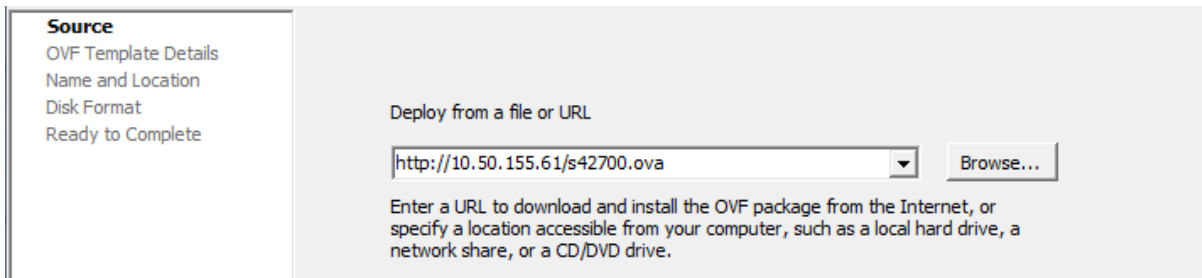 Source
OVF Template Details
Name and Location
Disk Format
Ready to Complete
Deploy from a file or URL
http://10.50.155.61/s42700.ova
Browse...
Enter a URL to download and install the OVF package from the Internet, or
specify a location accessible from your computer, such as a local hard drive, a
network share, or a CD/DVD drive.